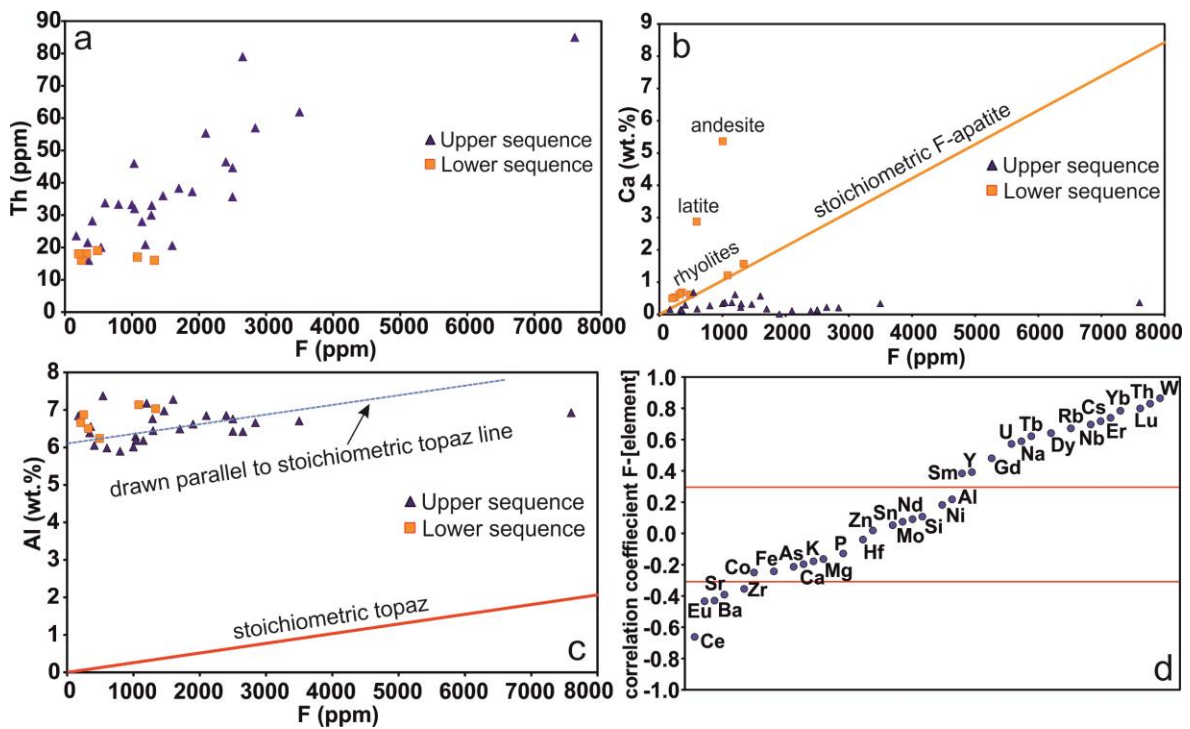 a
90
80
70
60
50
40
30
20
10
0
Th (ppm)
Upper sequence
Lower sequence
0 1000 2000 3000 4000 5000 6000 7000 8000
F (ppm)
b
9
8
7
6
5
4
3
2
1
0
Ca (wt.%)
andesite
latite
rhyolites
stoichiometric F-apatite
Upper sequence
Lower sequence
0 1000 2000 3000 4000 5000 6000 7000 8000
F (ppm)
8
7
6
5
4
3
2
1
0
Al (wt.%)
drawn parallel to stoichiometric topaz line
Upper sequence
Lower sequence
stoichiometric topaz
c
0 1000 2000 3000 4000 5000 6000 7000 8000
F (ppm)
correlation coeffiecient F-[element]
1.0
0.8
0.6
0.4
0.2
0.0
-0.2
-0.4
-0.6
-0.8
-1.0
Ce
Eu
Sr
Ba
Zr
Co
Fe
As
Ca
K
Mg
P
Hf
Zn
Sn
Mo
Nd
Si
Ni
Al
Sm
Y
Gd
U
Na
Tb
Dy
Rb
Nb
Cs
Er
Yb
Lu
Th
W
d